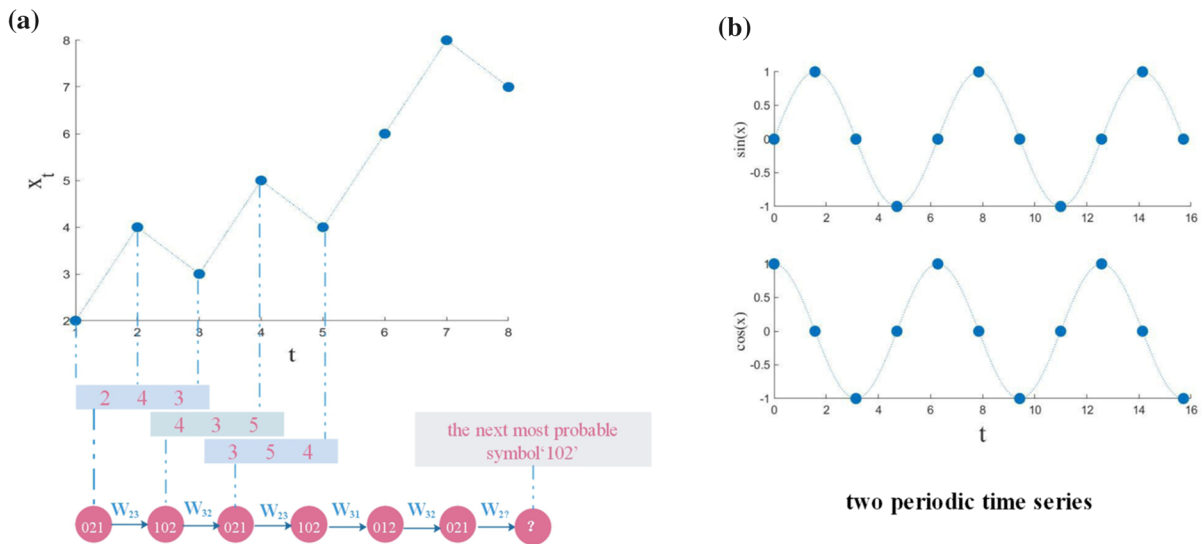 (a)
8
7
6
5
4
3
2
x_t
1 2 3 4 5 6 7 8
t
2 4 3
4 3 5
3 5 4
the next most probable
symbol‘102’
W23 W32 W23 W31 W32 W2?
021 102 021 102 012 021 ?
(b)
1
0.5
0
-0.5
-1
sin(x)
0 2 4 6 8 10 12 14 16
1
0.5
0
-0.5
-1
cos(x)
0 2 4 6 8 10 12 14 16
t
two periodic time series